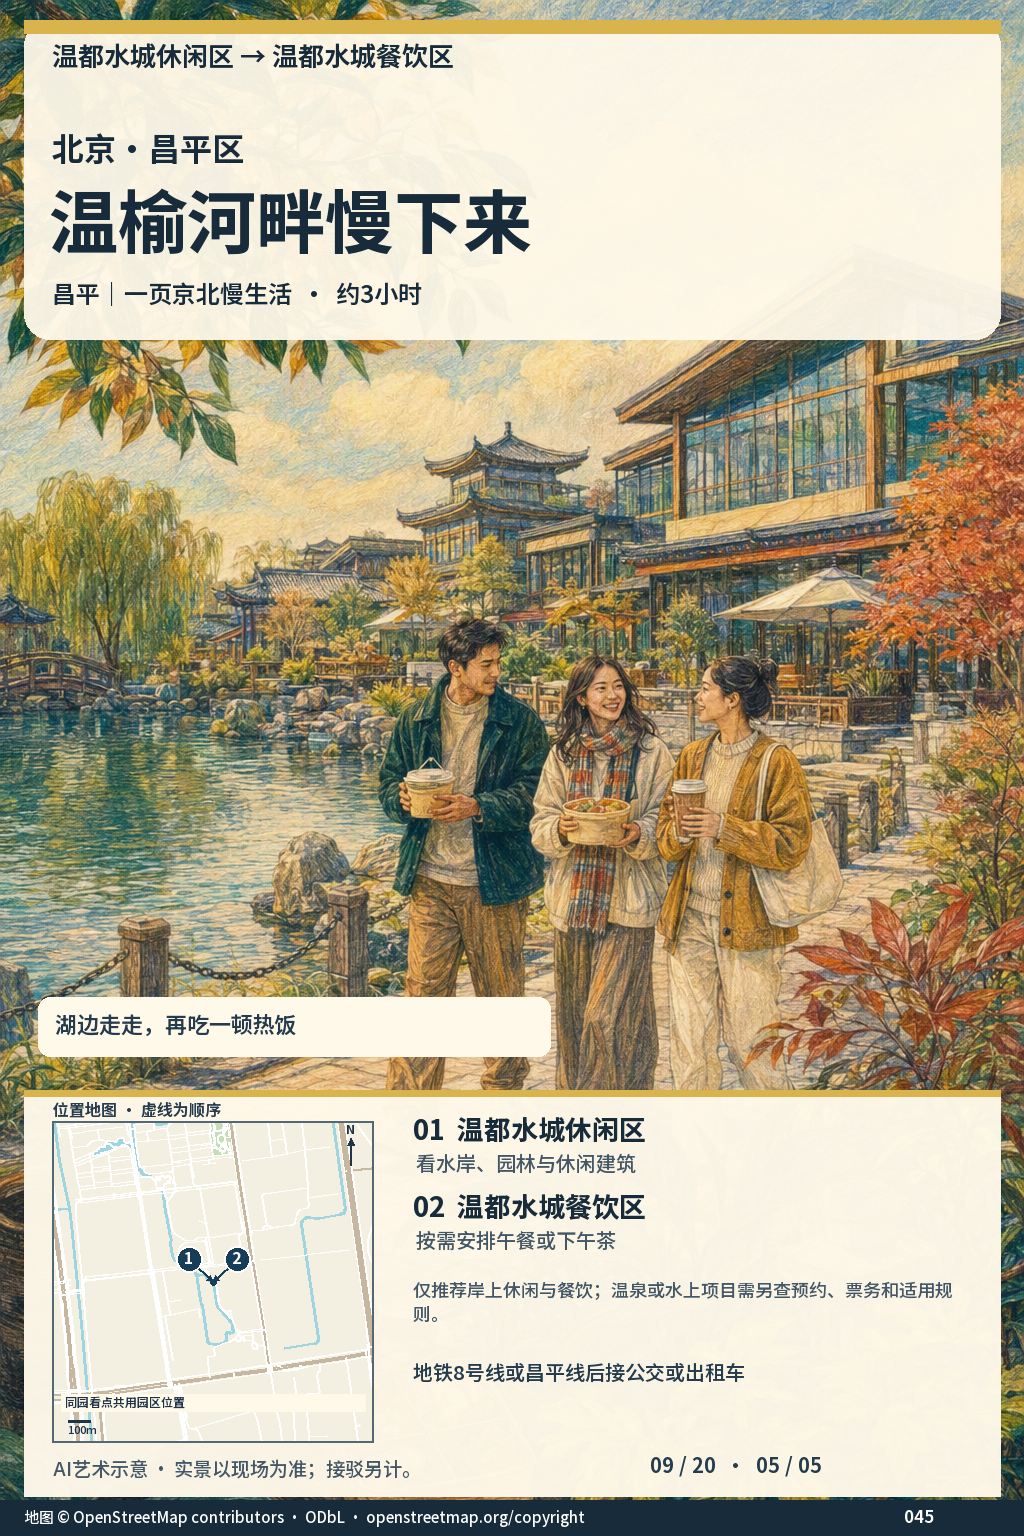 温都水城休闲区 → 温都水城餐饮区
北京・昌平区
温榆河畔慢下来
昌平｜一页京北慢生活 · 约3小时
湖边走走，再吃一顿热饭
位置地图 · 虚线为顺序
N
1 2
同园看点共用园区位置
100m
01 温都水城休闲区
看水岸、园林与休闲建筑
02 温都水城餐饮区
按需安排午餐或下午茶
仅推荐岸上休闲与餐饮；温泉或水上项目需另查预约、票务和适用规
则。
地铁8号线或昌平线后接公交或出租车
AI艺术示意 · 实景以现场为准；接驳另计。
09 / 20 · 05 / 05
地图 © OpenStreetMap contributors · ODbL · openstreetmap.org/copyright
045